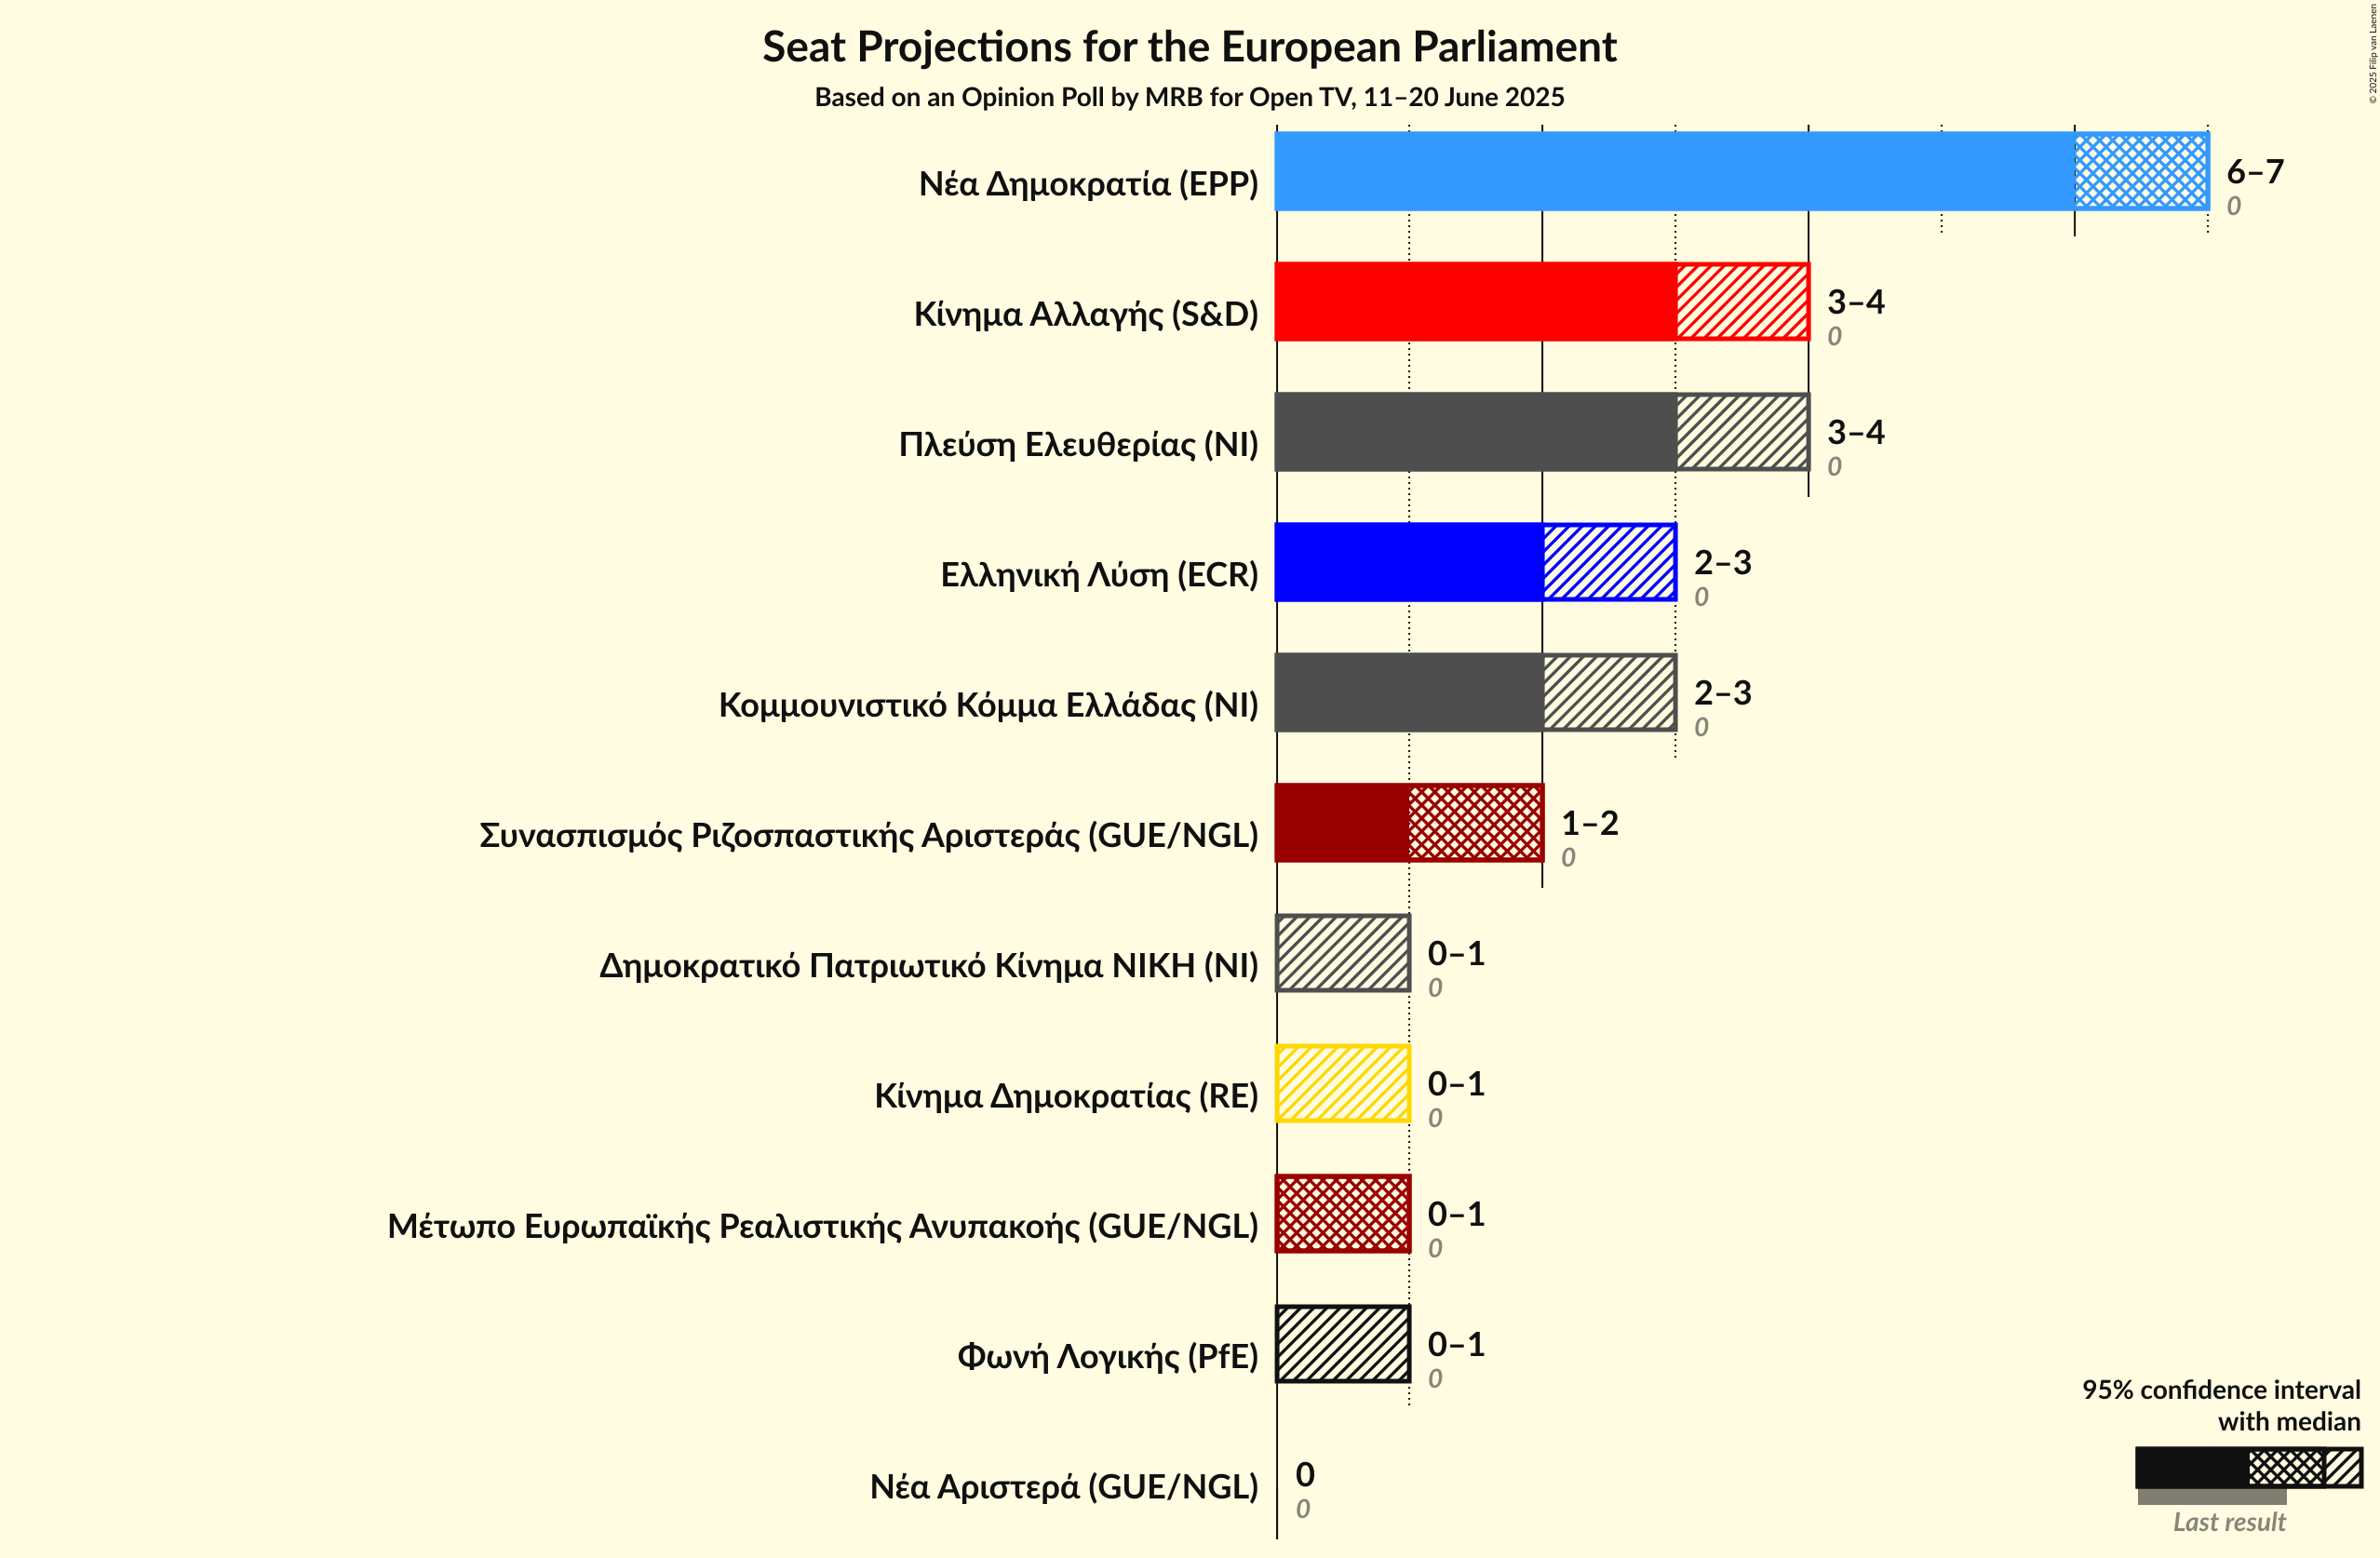 © 2025 Filip van Laenen
Seat Projections for the European Parliament
Based on an Opinion Poll by MRB for Open TV, 11–20 June 2025
Νέα Δημοκρατία (EPP)
6–7
0
Κίνημα Αλλαγής (S&D)
3–4
0
Πλεύση Ελευθερίας (NI)
3–4
0
Ελληνική Λύση (ECR)
2–3
0
Κομμουνιστικό Κόμμα Ελλάδας (NI)
2–3
0
Συνασπισμός Ριζοσπαστικής Αριστεράς (GUE/NGL)
1–2
0
Δημοκρατικό Πατριωτικό Κίνημα ΝΙΚΗ (NI)
0–1
0
Κίνημα Δημοκρατίας (RE)
0–1
0
Μέτωπο Ευρωπαϊκής Ρεαλιστικής Ανυπακοής (GUE/NGL)
0–1
0
Φωνή Λογικής (PfE)
0–1
0
Νέα Αριστερά (GUE/NGL)
0
0
95% confidence interval
with median
Last result